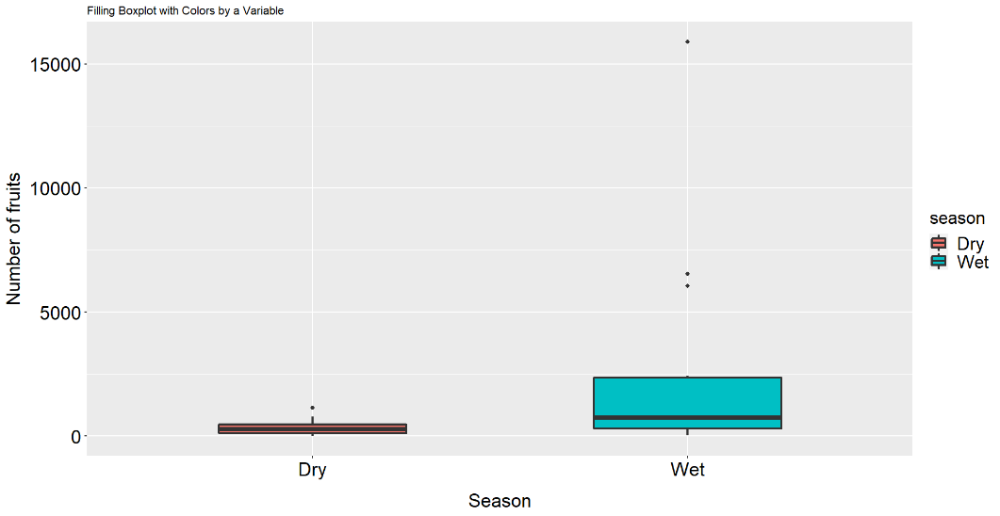 Filling Boxplot with Colors by a Variable
15000
10000
5000
0
Number of fruits
Dry
Wet
Season
season
Dry
Wet